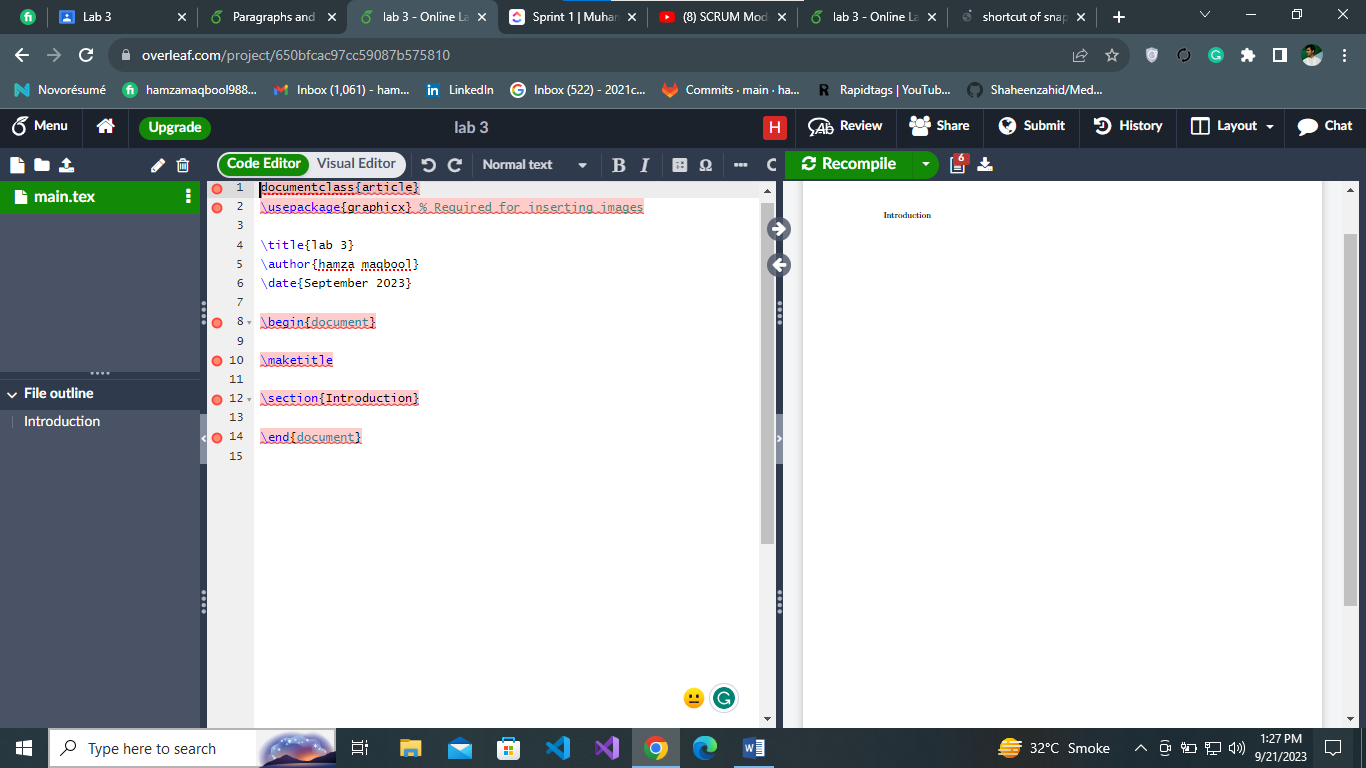 Lab 3
Paragraphs and
lab 3 - Online La
Sprint 1 | Muham
(8) SCRUM Mod
lab 3 - Online La
shortcut of snap
overleaf.com/project/650bfcac97cc59087b575810
Novorésumé
hamzamaqbool988...
Inbox (1,061) - ham...
LinkedIn
Inbox (522) - 2021c...
Commits · main · ha...
Rapidtags | YouTub...
Shaheenzahid/Med...
Menu
Upgrade
lab 3
H
Review
Share
Submit
History
Layout
Chat
Code Editor
Visual Editor
Normal text
B I
Ω
Recompile
6
main.tex
File outline
Introduction
1 documentclass{article}
2 \usepackage{graphicx} % Required for inserting images
3
4 \title{lab 3}
5 \author{hamza maqbool}
6 \date{September 2023}
7
8 \begin{document}
9
10 \maketitle
11
12 \section{Introduction}
13
14 \end{document}
15
Introduction
Type here to search
32°C Smoke
1:27 PM
9/21/2023